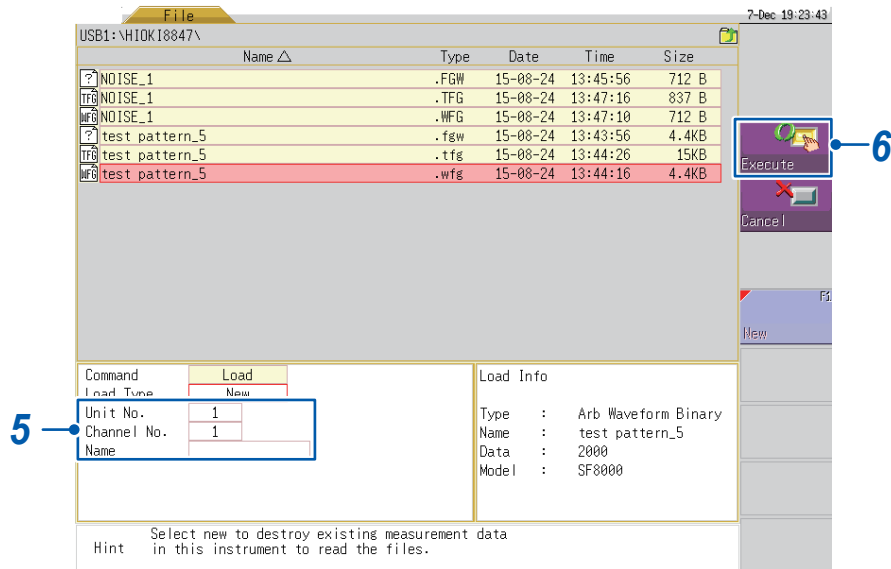 File
7-Dec 19:23:43
USB1:\HIOKI8847\
Name Type Date Time Size
? NOISE_1 .FGW 15-08-24 13:45:56 712 B
TFG NOISE_1 .TFG 15-08-24 13:47:16 837 B
WFG NOISE_1 .WFG 15-08-24 13:47:10 712 B
? test pattern_5 .fgw 15-08-24 13:43:56 4.4KB
TFG test pattern_5 .tfg 15-08-24 13:44:26 15KB
WFG test pattern_5 .wfg 15-08-24 13:44:16 4.4KB
Execute
6
Cancel
New
Command Load
Load Type New
5
Unit No. 1
Channel No. 1
Name
Load Info
Type : Arb Waveform Binary
Name : test pattern_5
Data : 2000
Model : SF8000
Hint Select new to destroy existing measurement data
in this instrument to read the files.